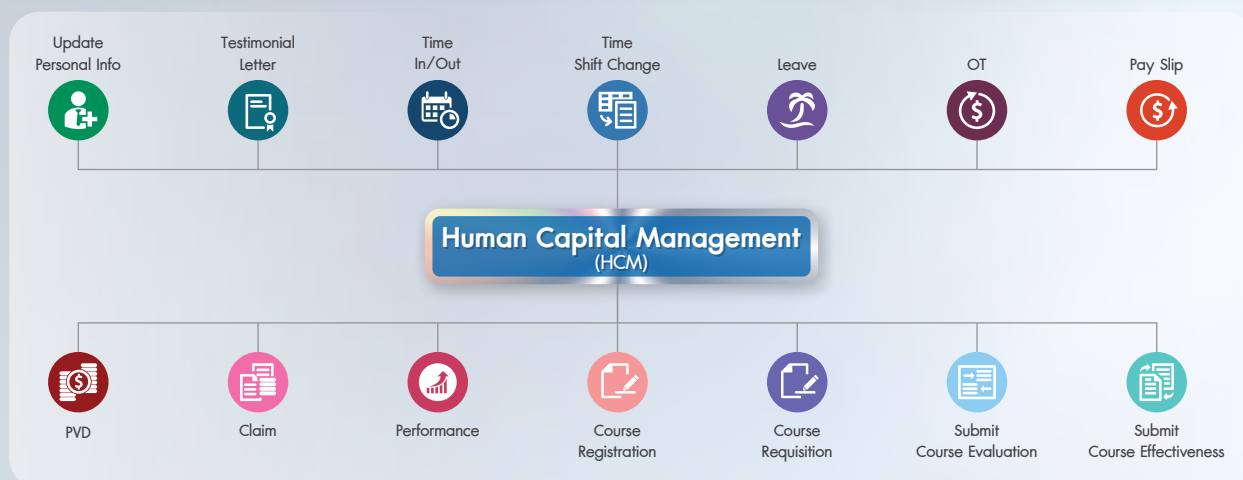 Update
Personal Info
Testimonial
Letter
Time
In/Out
Time
Shift Change
Leave
OT
Pay Slip
$
$
Human Capital Management
(HCM)
$
PVD
Claim
Performance
Course
Registration
Course
Requisition
Submit
Course Evaluation
Submit
Course Effectiveness